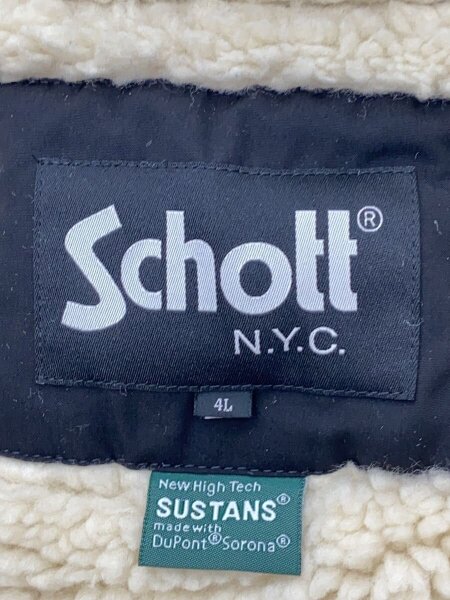 Schott®
N.Y.C.
4L
New High Tech
SUSTANS®
made with
DuPont®Sorona®